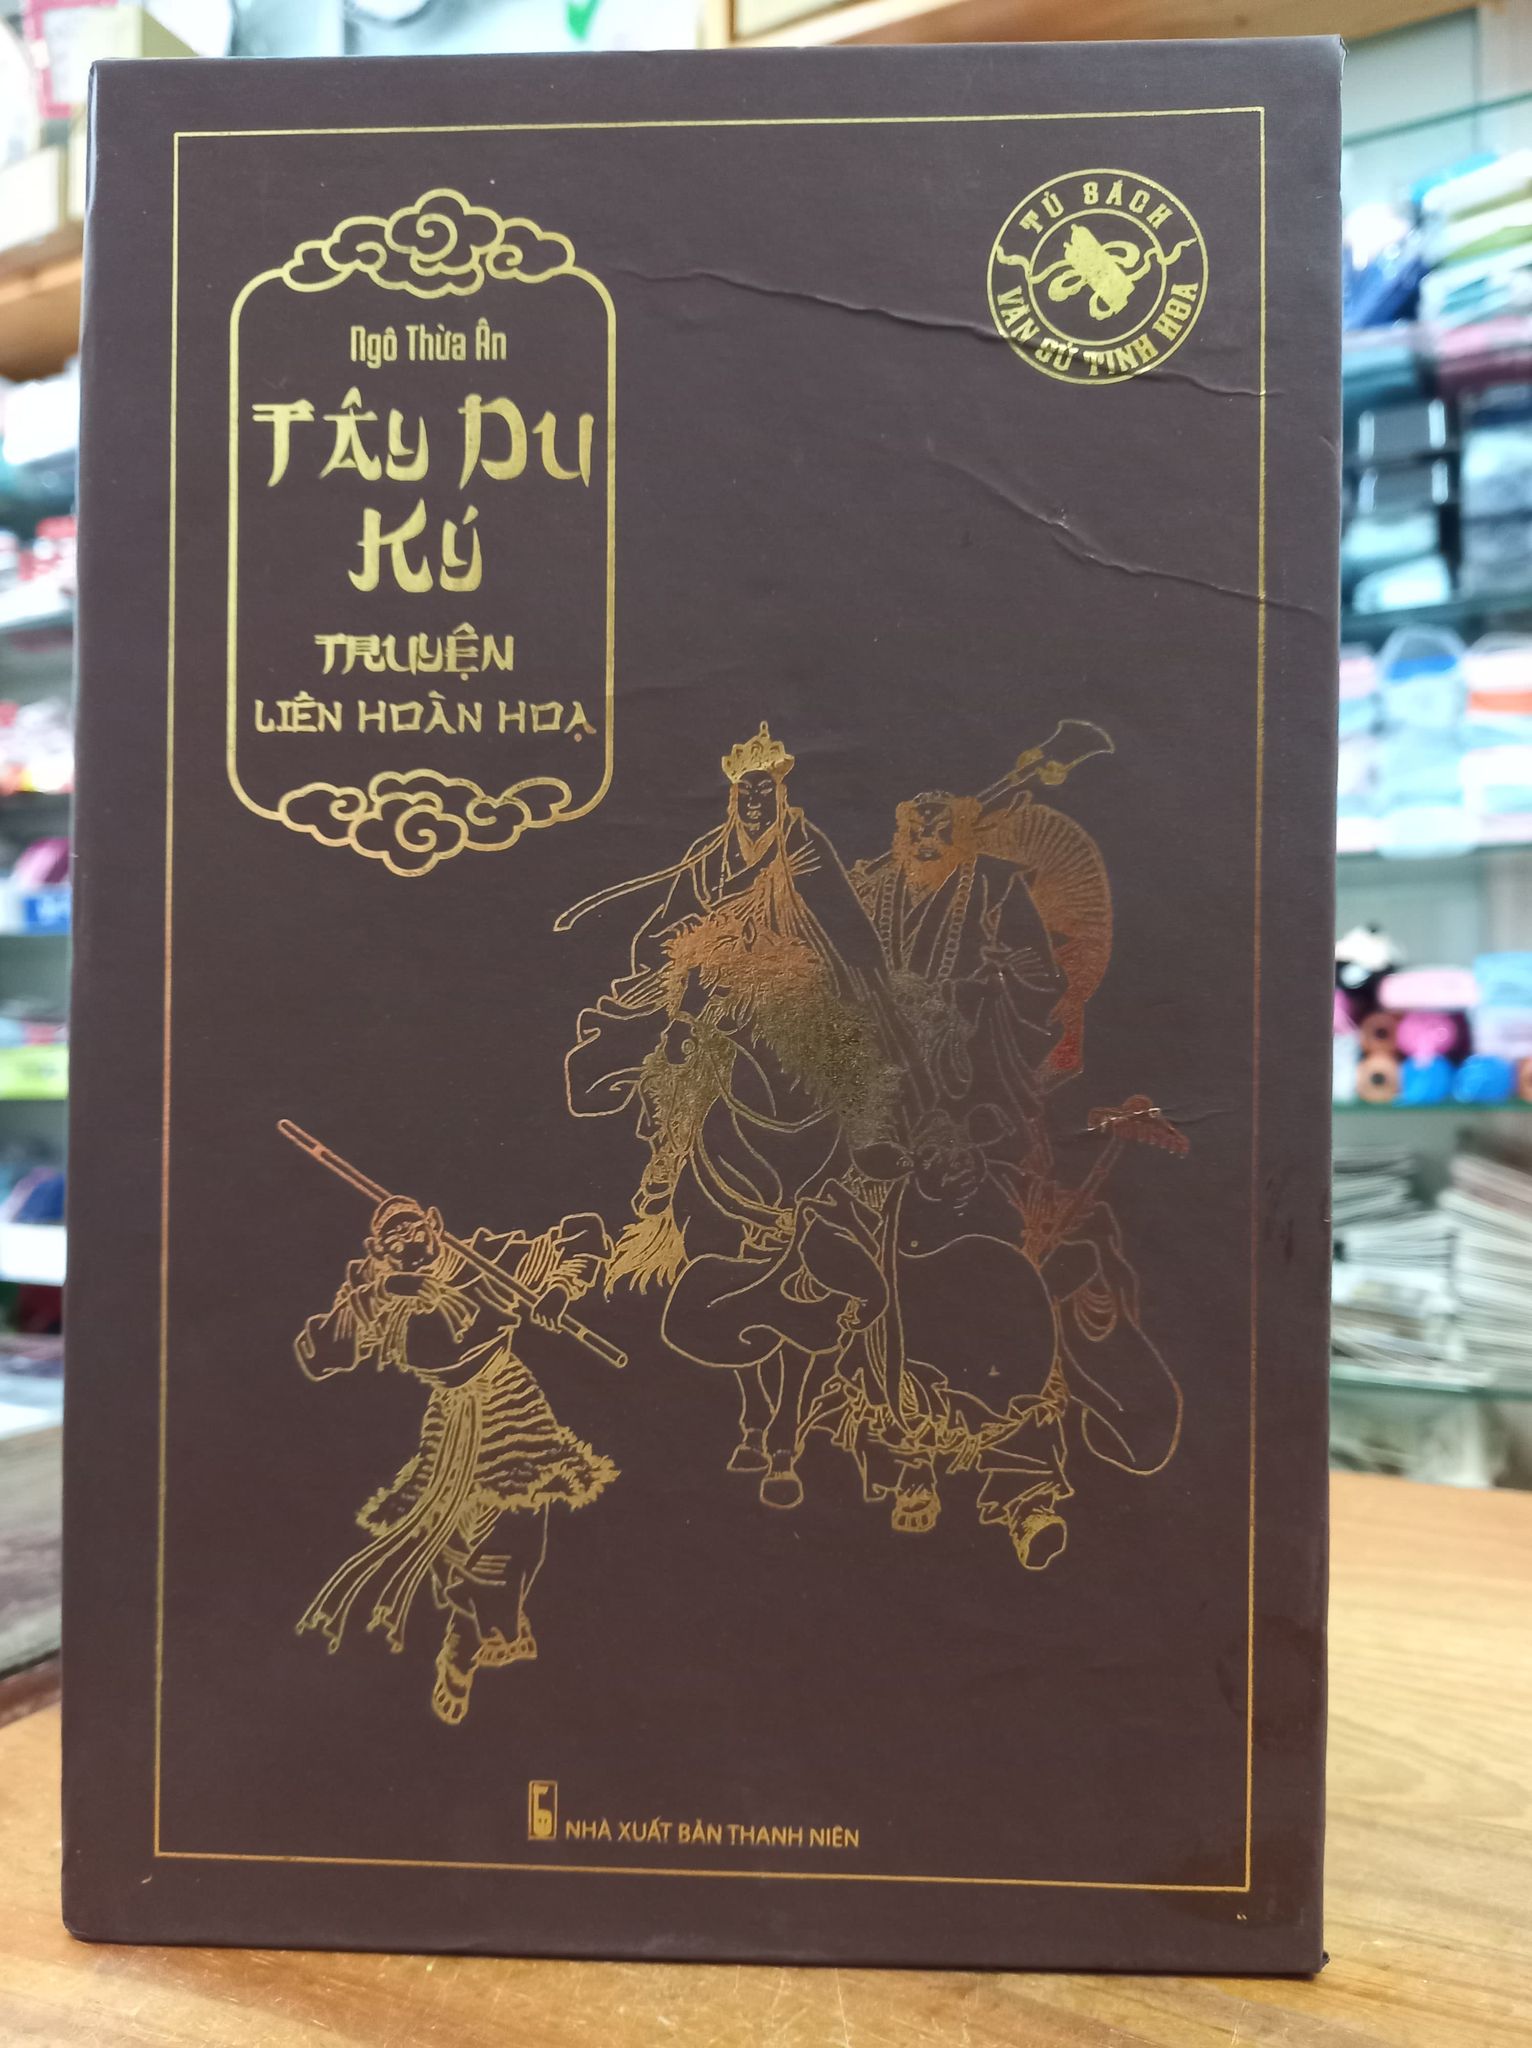 Ngô Thừa Ân
TÂY DU
KÝ
TRUYỆN
LIÊN HOÀN HOẠ
TỦ SÁCH
VĂN SỬ TINH HOA
NHÀ XUẤT BẢN THANH NIÊN